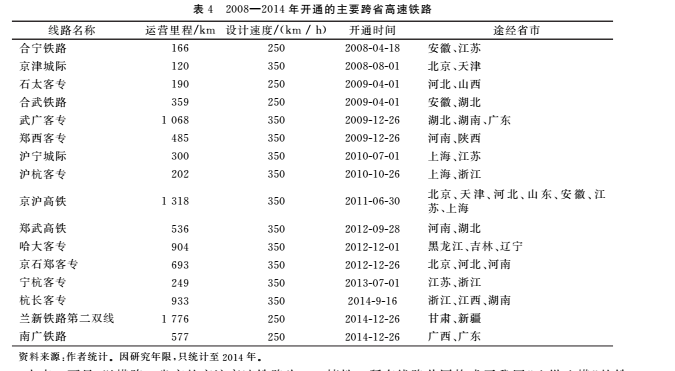 表 4 2008—2014 年开通的主要跨省高速铁路
线路名称 运营里程/km 设计速度/(km / h) 开通时间 途经省市
合宁铁路 166 250 2008-04-18 安徽、江苏
京津城际 120 350 2008-08-01 北京、天津
石太客专 190 250 2009-04-01 河北、山西
合武铁路 359 250 2009-04-01 安徽、湖北
武广客专 1 068 350 2009-12-26 湖北、湖南、广东
郑西客专 485 350 2009-12-26 河南、陕西
沪宁城际 300 350 2010-07-01 上海、江苏
沪杭客专 202 350 2010-10-26 上海、浙江
京沪高铁 1 318 350 2011-06-30 北京、天津、河北、山东、安徽、江
苏、上海
郑武高铁 536 350 2012-09-28 河南、湖北
哈大客专 904 350 2012-12-01 黑龙江、吉林、辽宁
京石郑客专 693 350 2012-12-26 北京、河北、河南
宁杭客专 249 350 2013-07-01 江苏、浙江
杭长客专 933 350 2014-9-16 浙江、江西、湖南
兰新铁路第二双线 1 776 250 2014-12-26 甘肃、新疆
南广铁路 577 250 2014-12-26 广西、广东
资料来源:作者统计。因研究年限,只统计至 2014 年。